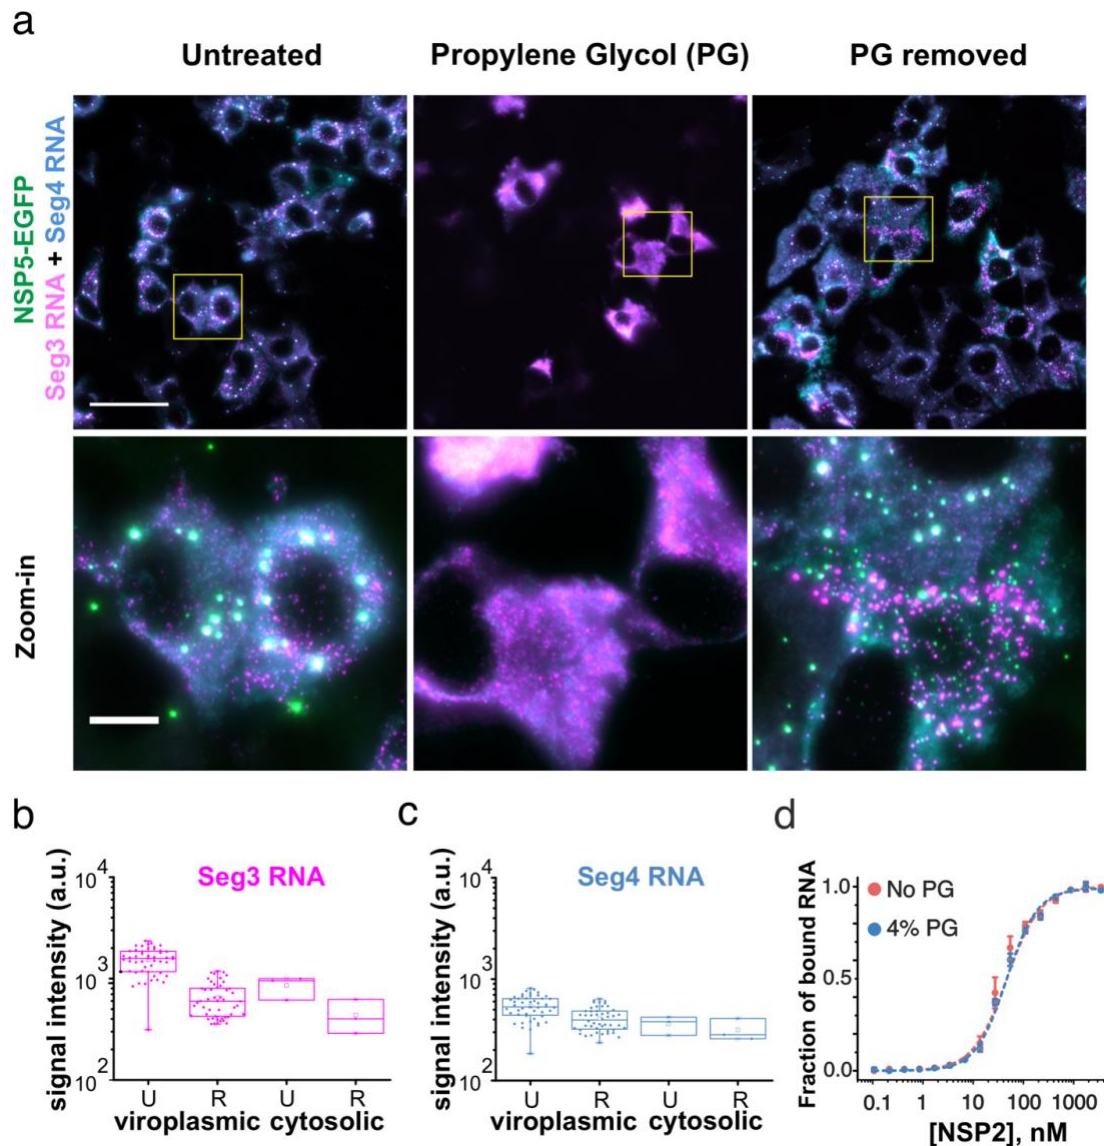 a
Untreated
Propylene Glycol (PG)
PG removed
NSP5-EGFP
Seg3 RNA + Seg4 RNA
Zoom-in
b
signal intensity (a.u.)
10^4
10^3
10^2
Seg3 RNA
U R U R
viroplasmic cytosolic
c
signal intensity (a.u.)
10^4
10^3
10^2
Seg4 RNA
U R U R
viroplasmic cytosolic
d
Fraction of bound RNA
1.0
0.5
0.0
No PG
4% PG
0.1 1 10 100 1000
[NSP2], nM